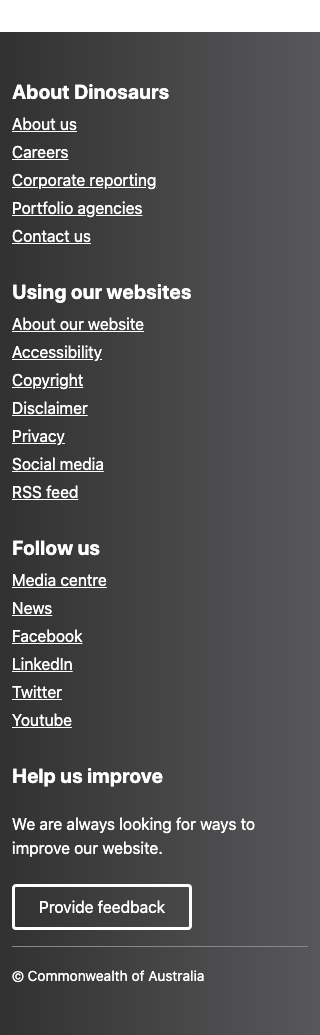 About Dinosaurs
About us
Careers
Corporate reporting
Portfolio agencies
Contact us
Using our websites
About our website
Accessibility
Copyright
Disclaimer
Privacy
Social media
RSS feed
Follow us
Media centre
News
Facebook
LinkedIn
Twitter
Youtube
Help us improve
We are always looking for ways to
improve our website.
Provide feedback
© Commonwealth of Australia